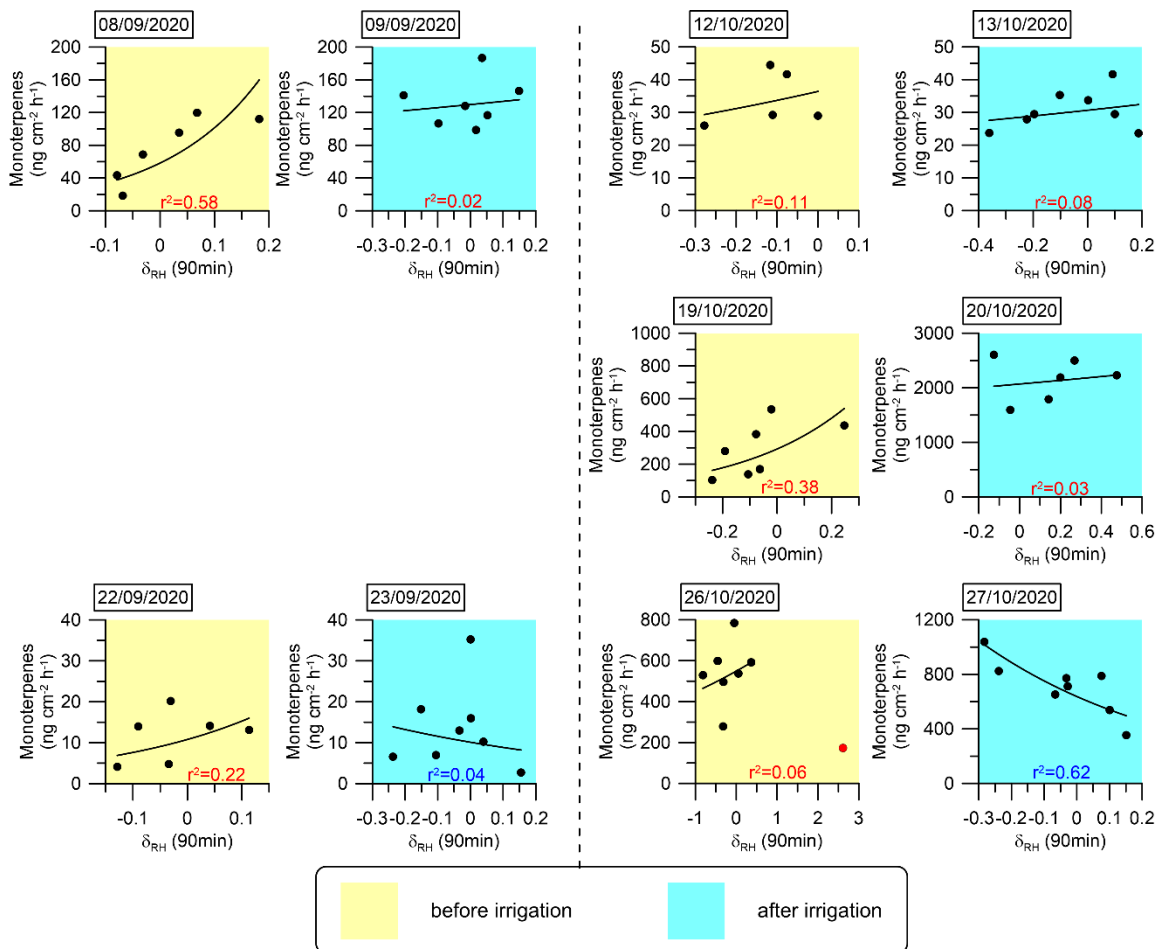 08/09/2020
Monoterpenes
(ng cm⁻² h⁻¹)
200
160
120
80
40
0
r²=0.58
-0.1 0 0.1 0.2
δRH (90min)
09/09/2020
Monoterpenes
(ng cm⁻² h⁻¹)
200
160
120
80
40
0
r²=0.02
-0.3 -0.2 -0.1 0 0.1 0.2
δRH (90min)
12/10/2020
Monoterpenes
(ng cm⁻² h⁻¹)
50
40
30
20
10
0
r²=0.11
-0.3 -0.2 -0.1 0 0.1
δRH (90min)
13/10/2020
Monoterpenes
(ng cm⁻² h⁻¹)
50
40
30
20
10
0
r²=0.08
-0.4 -0.2 0 0.2
δRH (90min)
19/10/2020
Monoterpenes
(ng cm⁻² h⁻¹)
1000
800
600
400
200
0
r²=0.38
-0.2 0 0.2
δRH (90min)
20/10/2020
Monoterpenes
(ng cm⁻² h⁻¹)
3000
2000
1000
0
r²=0.03
-0.2 0 0.2 0.4 0.6
δRH (90min)
22/09/2020
Monoterpenes
(ng cm⁻² h⁻¹)
40
30
20
10
0
r²=0.22
-0.1 0 0.1
δRH (90min)
23/09/2020
Monoterpenes
(ng cm⁻² h⁻¹)
40
30
20
10
0
r²=0.04
-0.3 -0.2 -0.1 0 0.1 0.2
δRH (90min)
26/10/2020
Monoterpenes
(ng cm⁻² h⁻¹)
800
600
400
200
0
r²=0.06
-1 0 1 2 3
δRH (90min)
27/10/2020
Monoterpenes
(ng cm⁻² h⁻¹)
1200
800
400
0
r²=0.62
-0.3 -0.2 -0.1 0 0.1 0.2
δRH (90min)
before irrigation
after irrigation